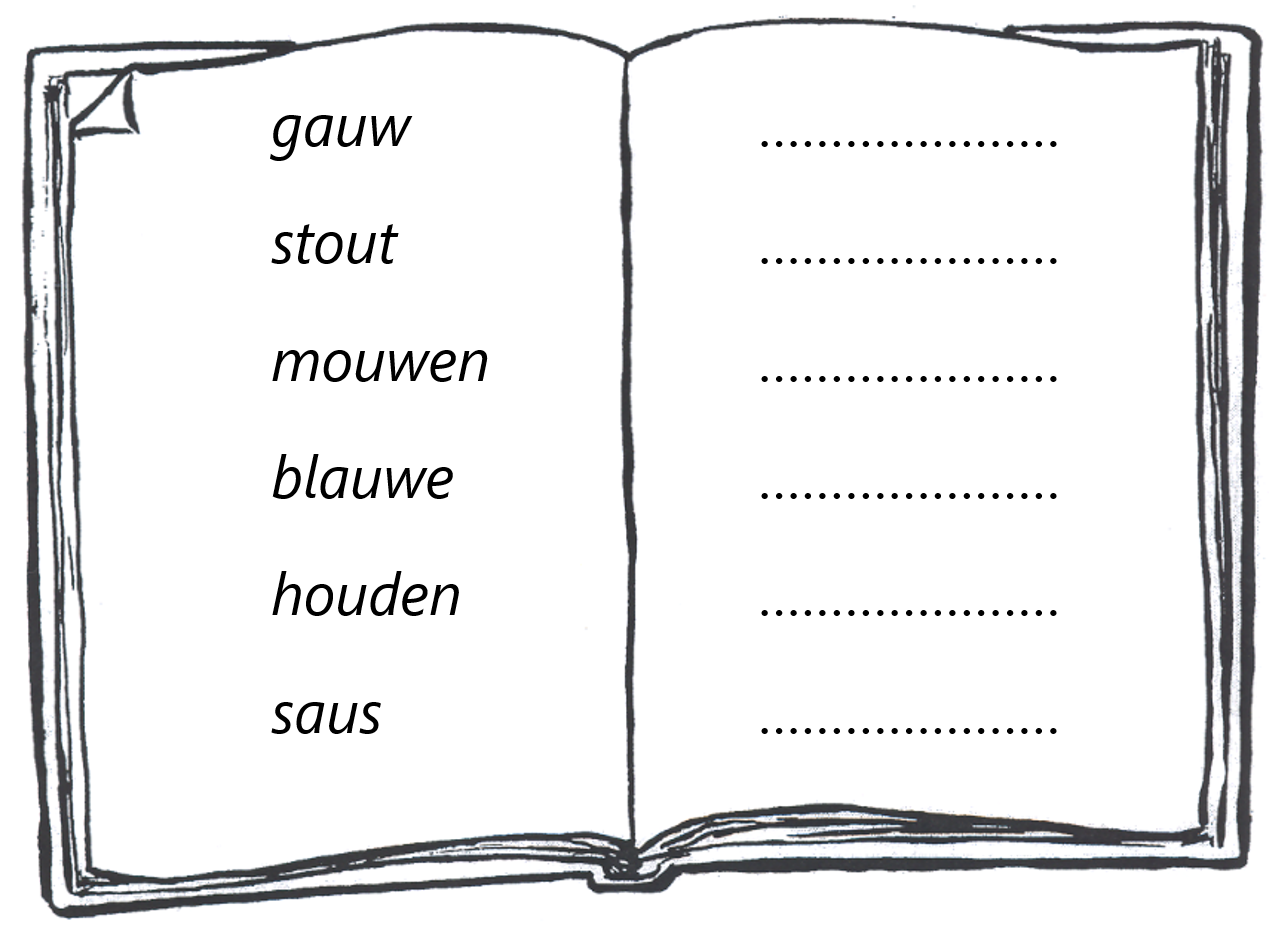 gauw .....................
stout .....................
mouwen .....................
blauwe .....................
houden .....................
saus .....................